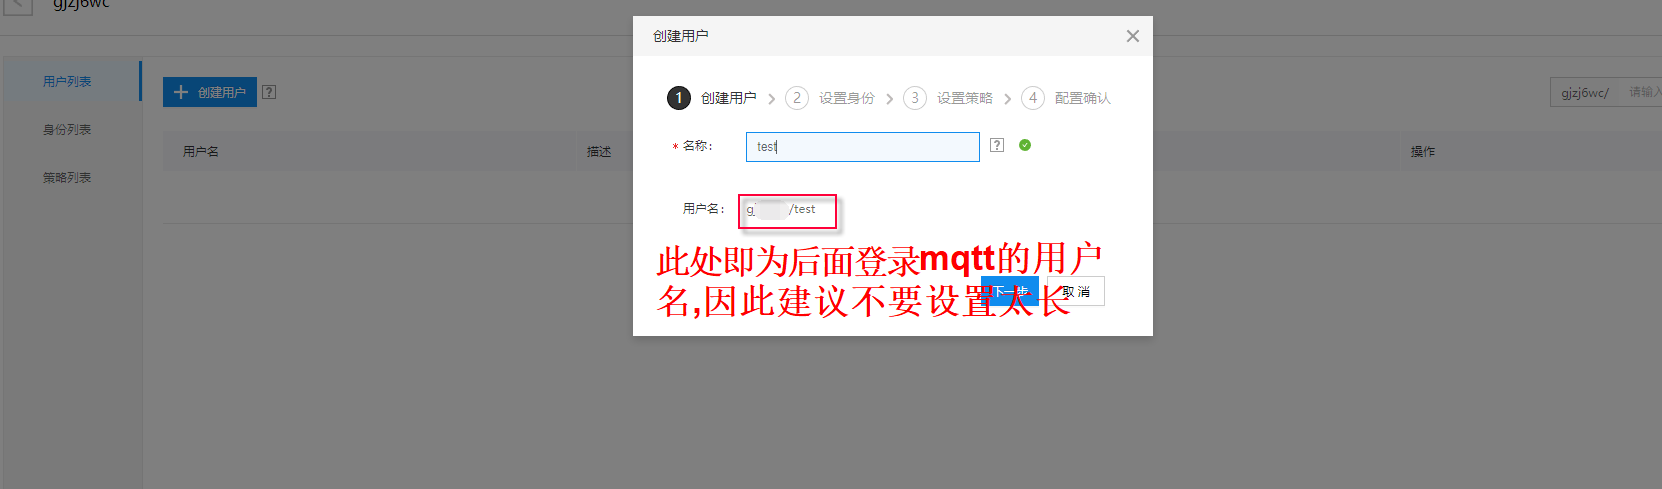 gjzj6wc
创建用户
用户列表
创建用户 ?
gjzj6wc/ 请输入
1 创建用户 2 设置身份 3 设置策略 4 配置确认
身份列表
* 名称： test ?
用户名 描述 操作
策略列表
用户名： gj /test
此处即为后面登录mqtt的用户
名,因此建议不要设置太长
下一步 取消